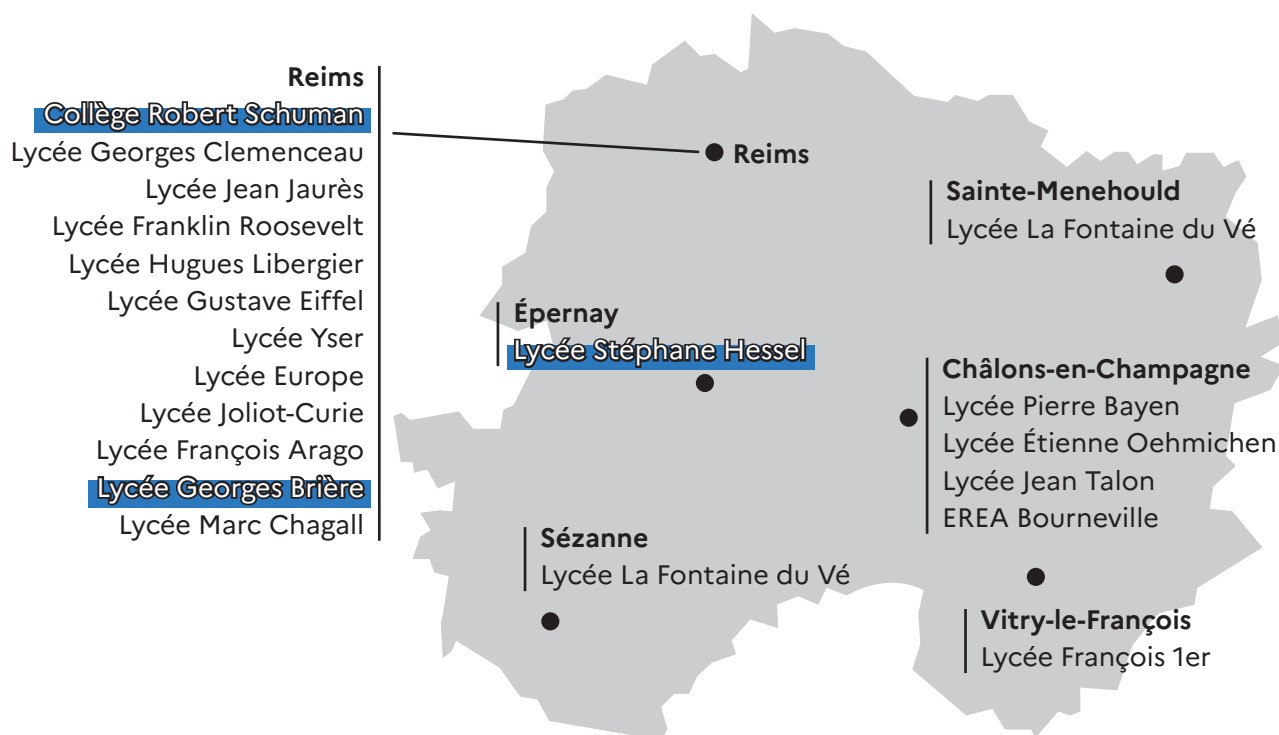 Reims
Collège Robert Schuman
Lycée Georges Clemenceau
Lycée Jean Jaurès
Lycée Franklin Roosevelt
Lycée Hugues Libergier
Lycée Gustave Eiffel
Lycée Yser
Lycée Europe
Lycée Joliot-Curie
Lycée François Arago
Lycée Georges Brière
Lycée Marc Chagall
Reims
Sainte-Menehould
Lycée La Fontaine du Vé
Épernay
Lycée Stéphane Hessel
Châlons-en-Champagne
Lycée Pierre Bayen
Lycée Étienne Oehmichen
Lycée Jean Talon
EREA Bourneville
Sézanne
Lycée La Fontaine du Vé
Vitry-le-François
Lycée François 1er